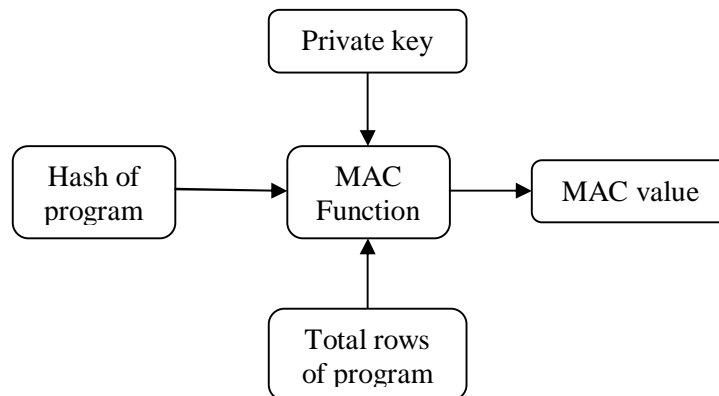 Private key
Hash of
program
MAC
Function
MAC value
Total rows
of program